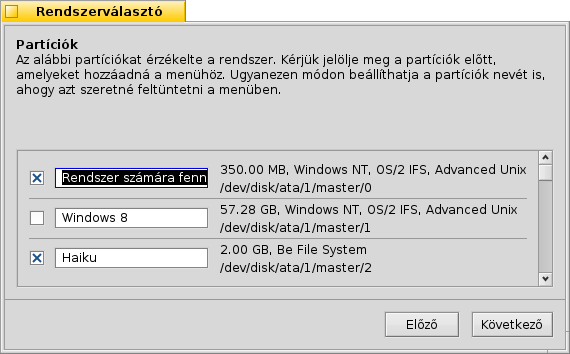 Rendszerválasztó
Partíciók
Az alábbi partíciókat érzékelte a rendszer. Kérjük jelölje meg a partíciók előtt,
amelyeket hozzáadná a menühöz. Ugyanezen módon beállíthatja a partíciók nevét is,
ahogy azt szeretné feltüntetni a menüben.
Rendszer számára fenn
350.00 MB, Windows NT, OS/2 IFS, Advanced Unix
/dev/disk/ata/1/master/0
Windows 8
57.28 GB, Windows NT, OS/2 IFS, Advanced Unix
/dev/disk/ata/1/master/1
Haiku
2.00 GB, Be File System
/dev/disk/ata/1/master/2
Előző
Következő